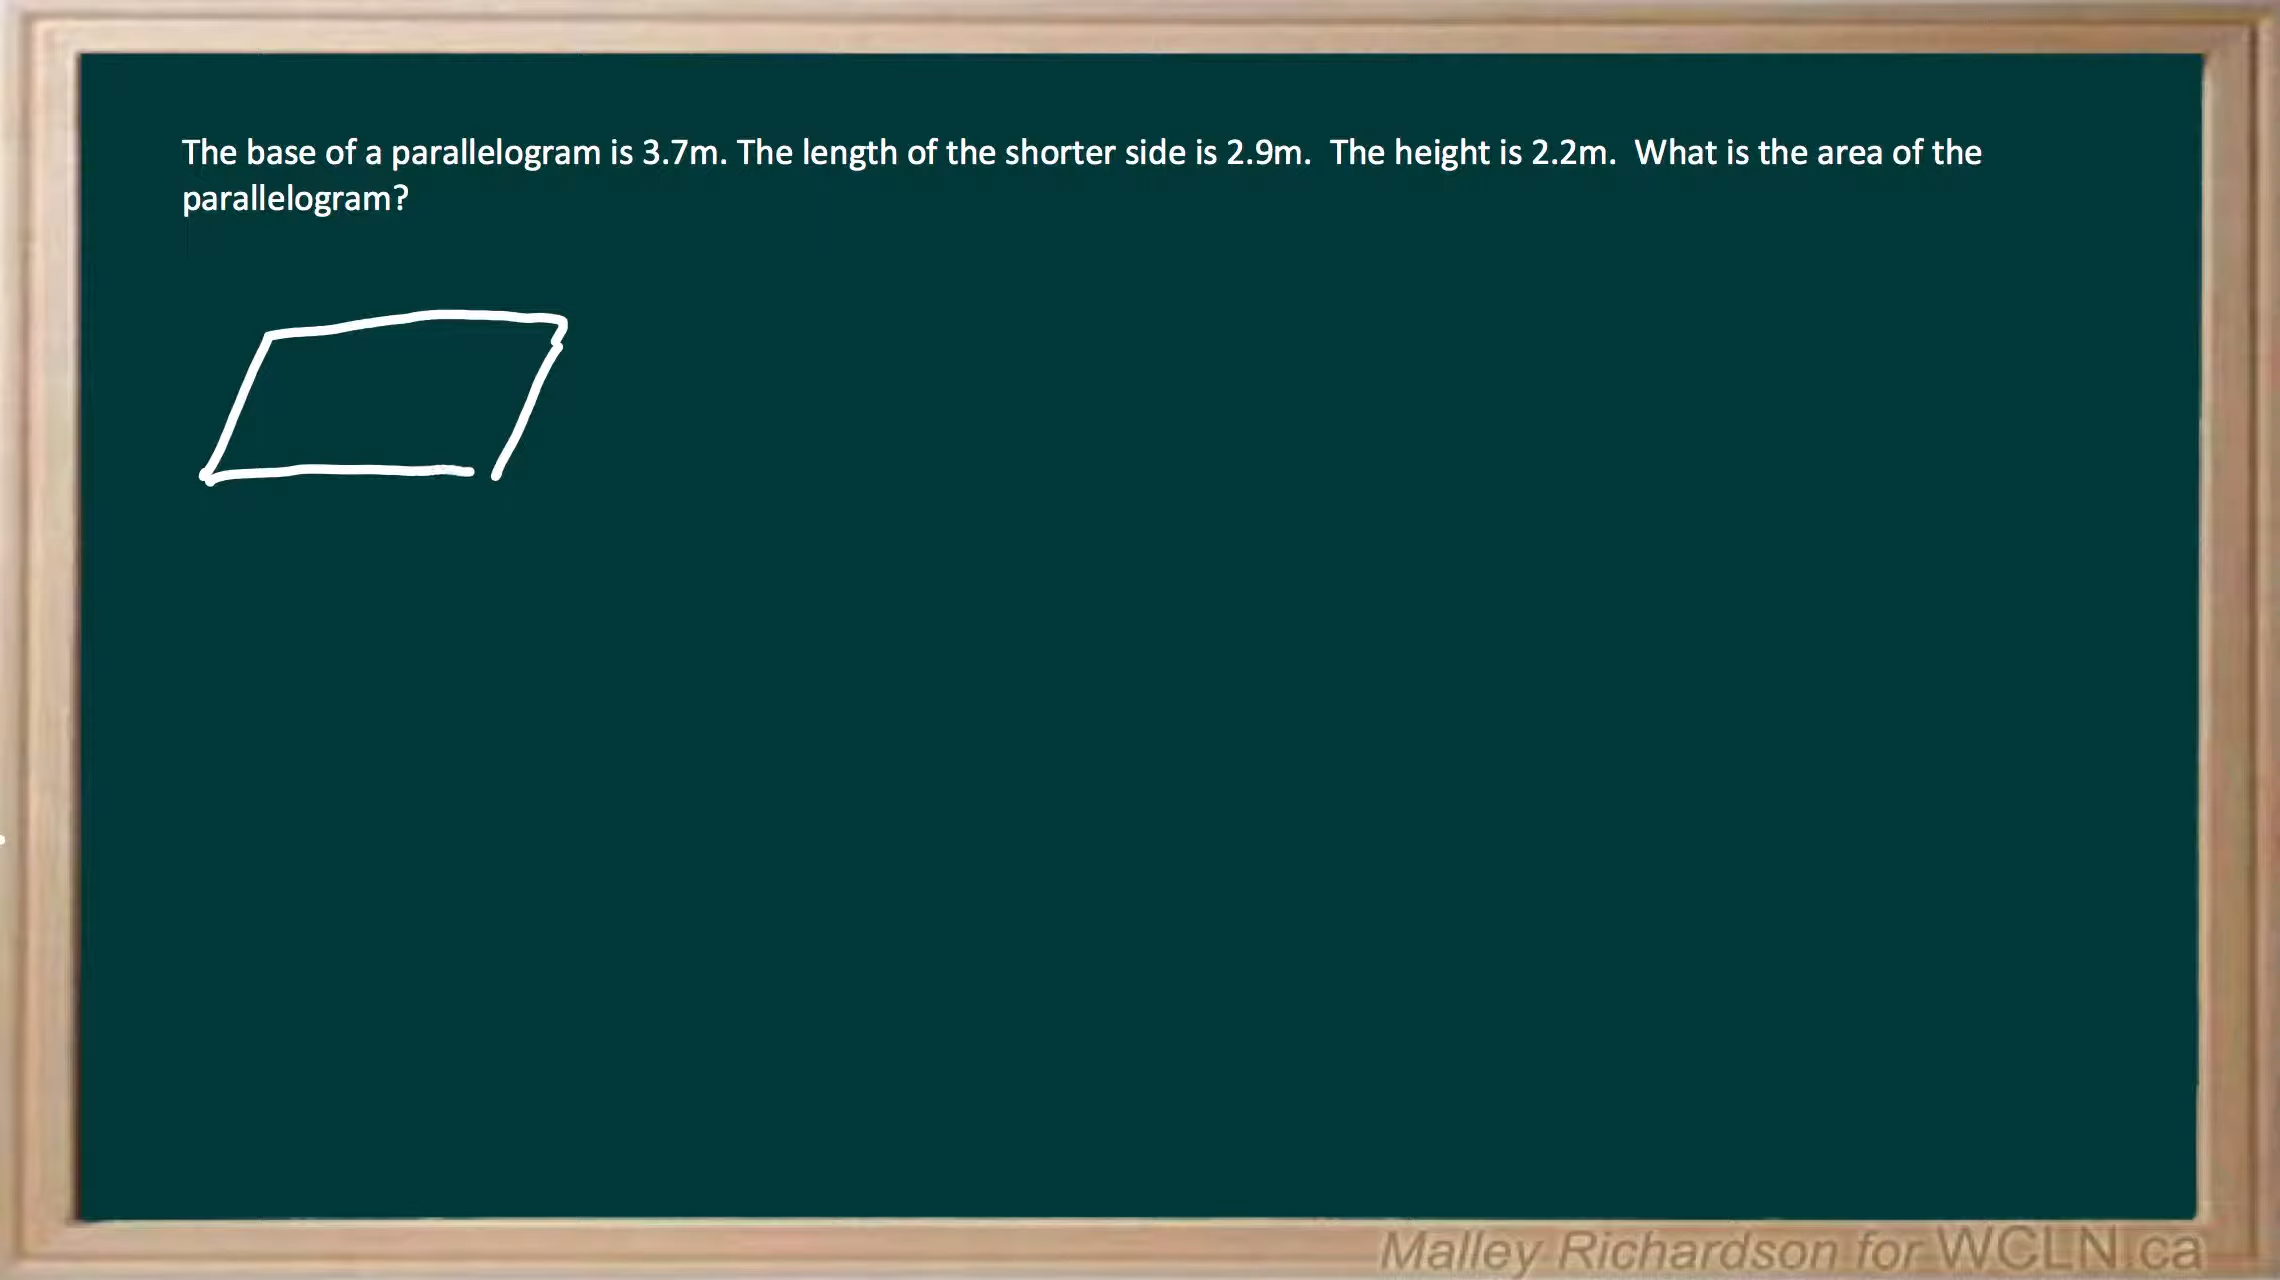 The base of a parallelogram is 3.7m. The length of the shorter side is 2.9m.  The height is 2.2m.  What is the area of the
parallelogram?
Malley Richardson for WCLN.ca